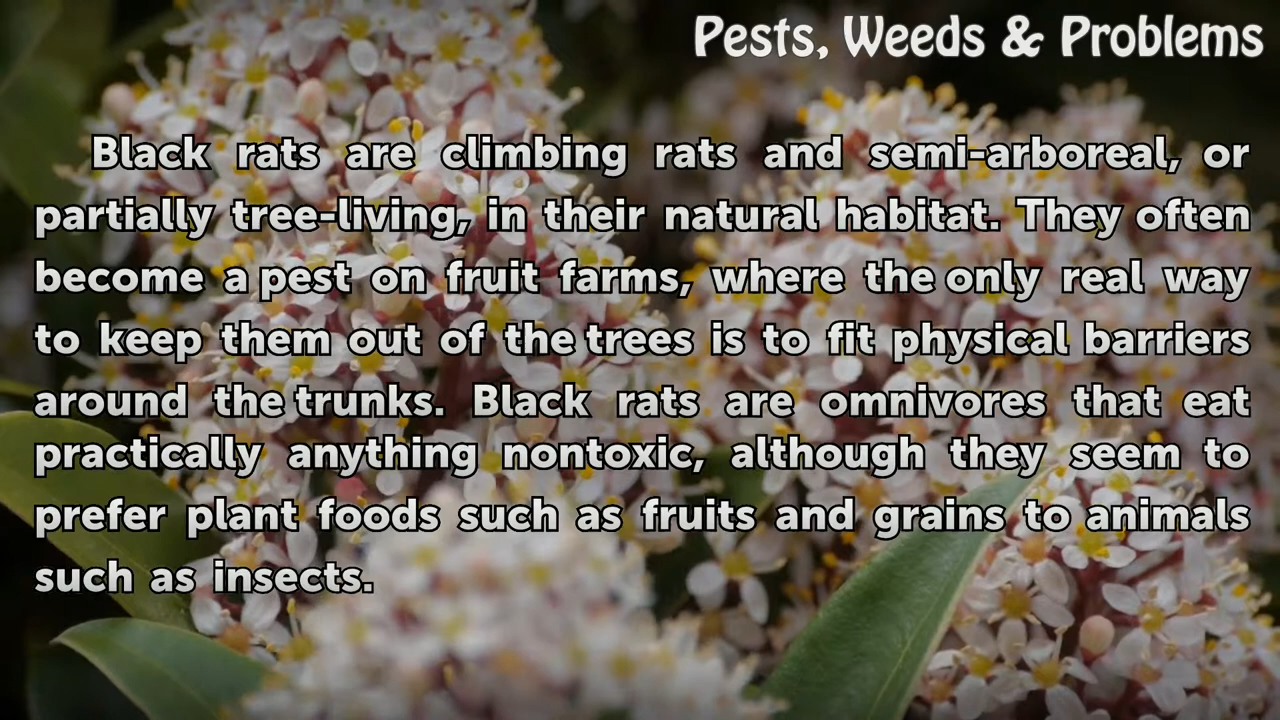 Pests, Weeds & Problems
Black rats are climbing rats and semi-arboreal, or
partially tree-living, in their natural habitat. They often
become a pest on fruit farms, where the only real way
to keep them out of the trees is to fit physical barriers
around the trunks. Black rats are omnivores that eat
practically anything nontoxic, although they seem to
prefer plant foods such as fruits and grains to animals
such as insects.